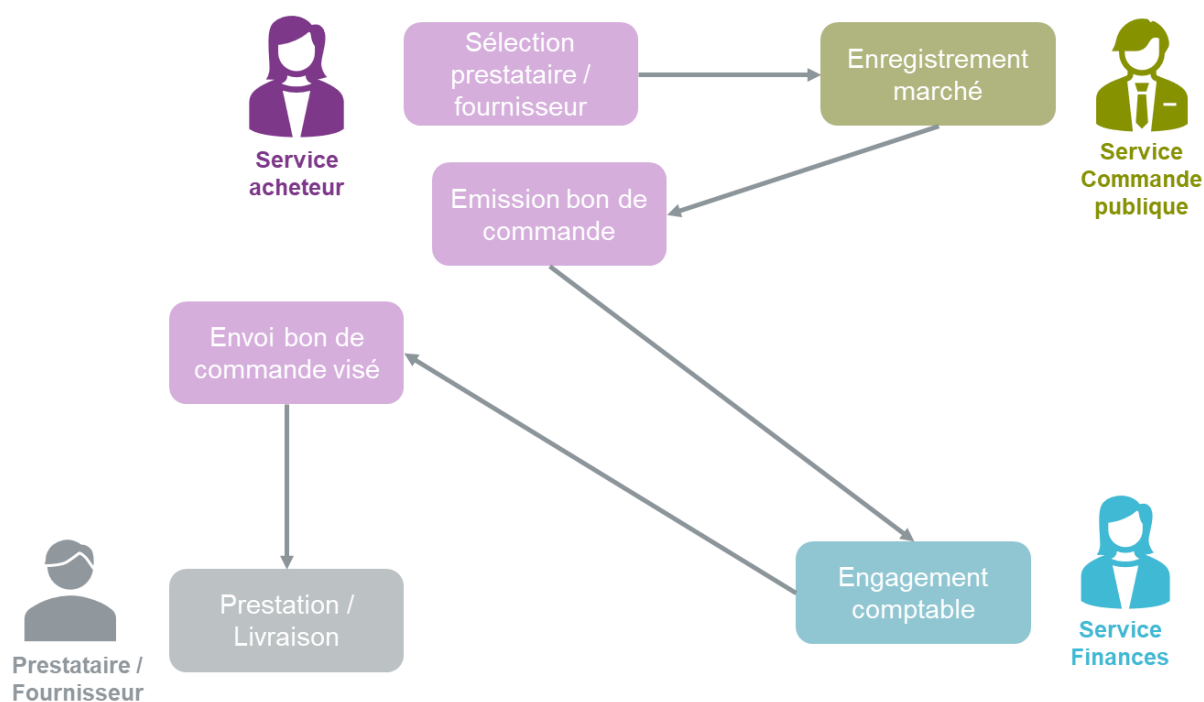 Sélection
prestataire /
fournisseur
Enregistrement
marché
Service
acheteur
Service
Commande
publique
Emission bon de
commande
Envoi bon de
commande visé
Engagement
comptable
Prestation /
Livraison
Service
Finances
Prestataire /
Fournisseur